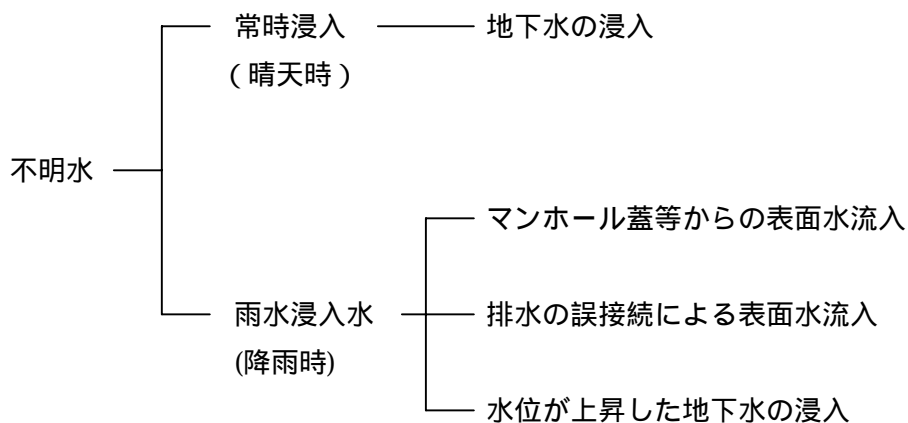 常時浸入
地下水の浸入
(晴天時)
不明水
マンホール蓋等からの表面水流入
雨水浸入水
排水の誤接続による表面水流入
(降雨時)
水位が上昇した地下水の浸入